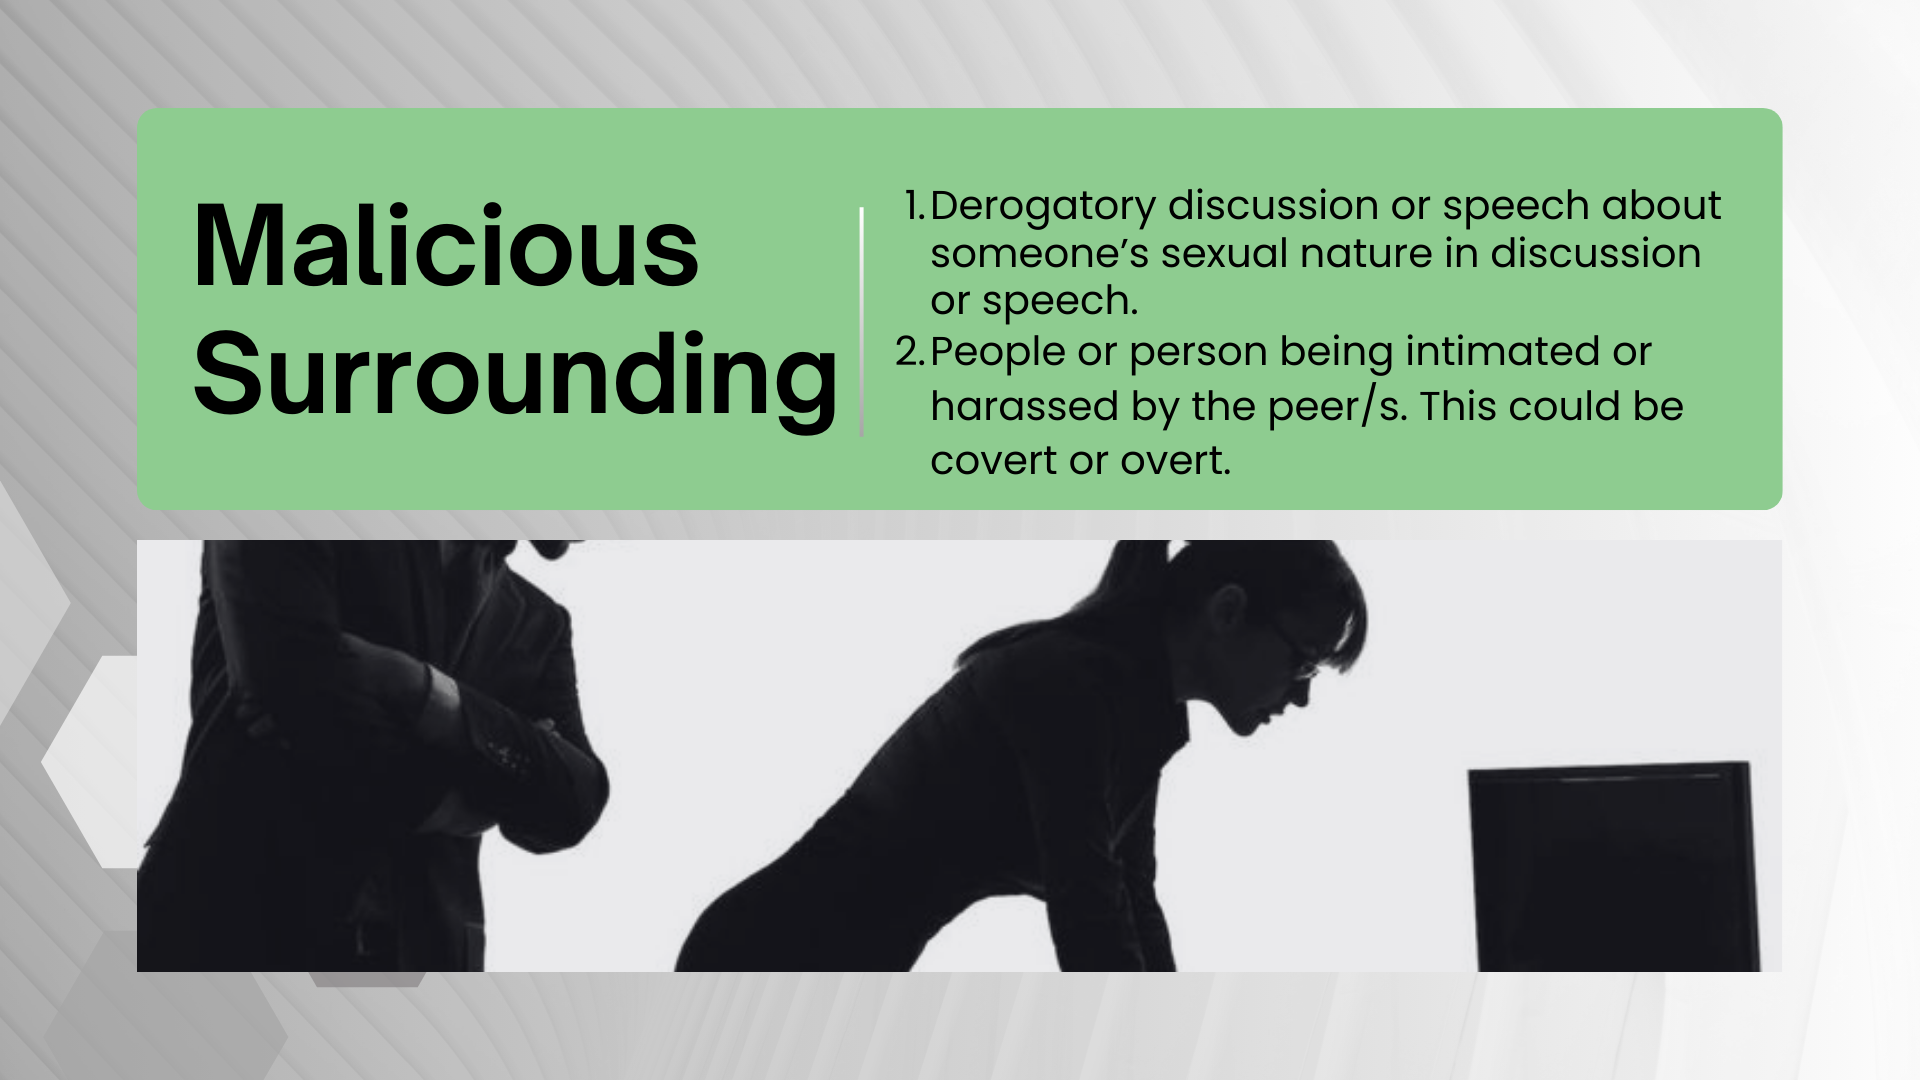 Malicious
Surrounding
1. Derogatory discussion or speech about
someone’s sexual nature in discussion
or speech.
2. People or person being intimated or
harassed by the peer/s. This could be
covert or overt.